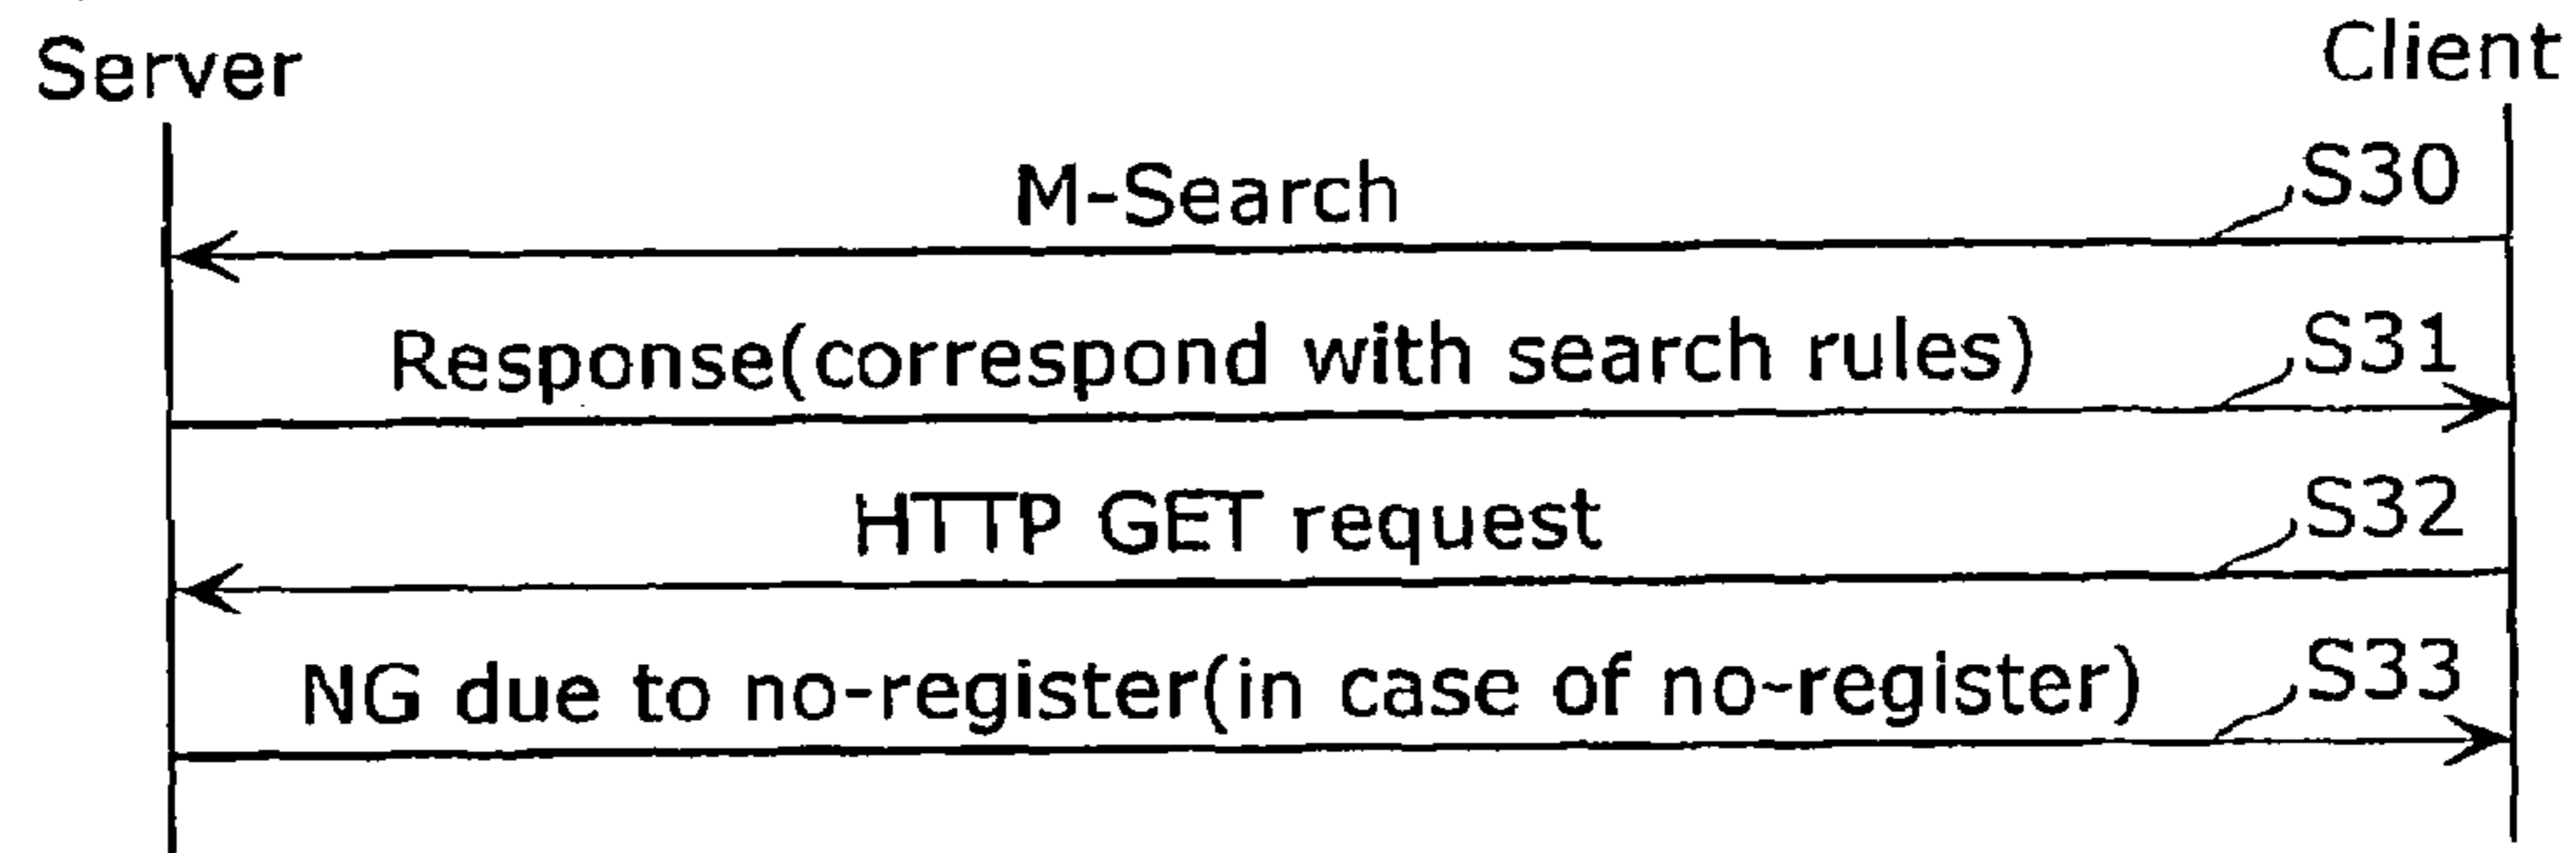 Server
Client
M-Search
S30
Response(correspond with search rules)
S31
HTTP GET request
S32
NG due to no-register(in case of no-register)
S33